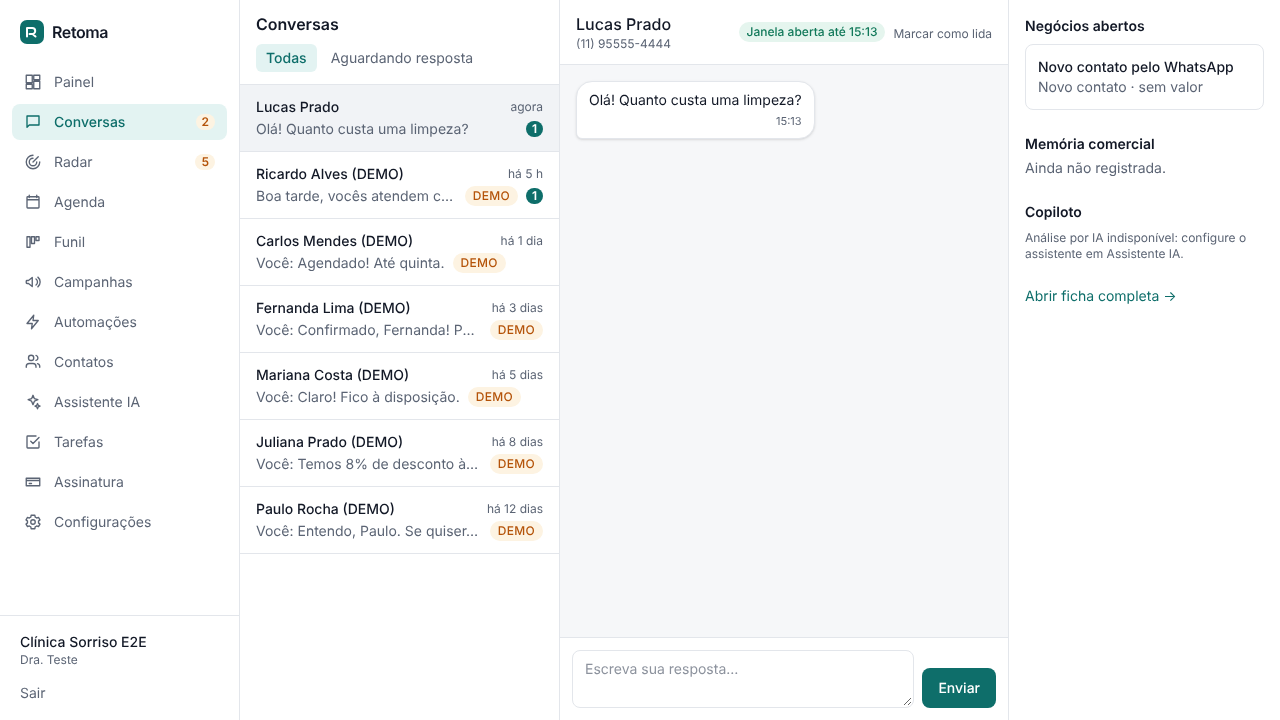 Retoma
Painel
Conversas 2
Radar 5
Agenda
Funil
Campanhas
Automações
Contatos
Assistente IA
Tarefas
Assinatura
Configurações
Clínica Sorriso E2E
Dra. Teste
Sair
Conversas
Todas Aguardando resposta
Lucas Prado agora
Olá! Quanto custa uma limpeza? 1
Ricardo Alves (DEMO) há 5 h
Boa tarde, vocês atendem c... DEMO 1
Carlos Mendes (DEMO) há 1 dia
Você: Agendado! Até quinta. DEMO
Fernanda Lima (DEMO) há 3 dias
Você: Confirmado, Fernanda! P... DEMO
Mariana Costa (DEMO) há 5 dias
Você: Claro! Fico à disposição. DEMO
Juliana Prado (DEMO) há 8 dias
Você: Temos 8% de desconto à... DEMO
Paulo Rocha (DEMO) há 12 dias
Você: Entendo, Paulo. Se quiser... DEMO
Lucas Prado
(11) 95555-4444
Janela aberta até 15:13 Marcar como lida
Olá! Quanto custa uma limpeza?
15:13
Escreva sua resposta...
Enviar
Negócios abertos
Novo contato pelo WhatsApp
Novo contato · sem valor
Memória comercial
Ainda não registrada.
Copiloto
Análise por IA indisponível: configure o
assistente em Assistente IA.
Abrir ficha completa →